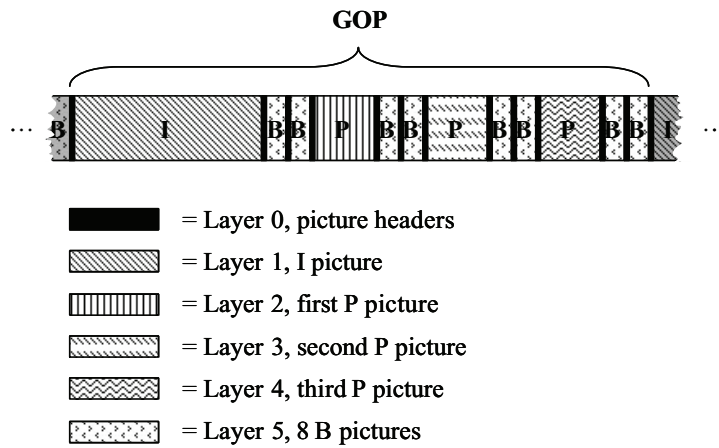 GOP
... B I B B P B B P B B P B B I ..
= Layer 0, picture headers
= Layer 1, I picture
= Layer 2, first P picture
= Layer 3, second P picture
= Layer 4, third P picture
= Layer 5, 8 B pictures